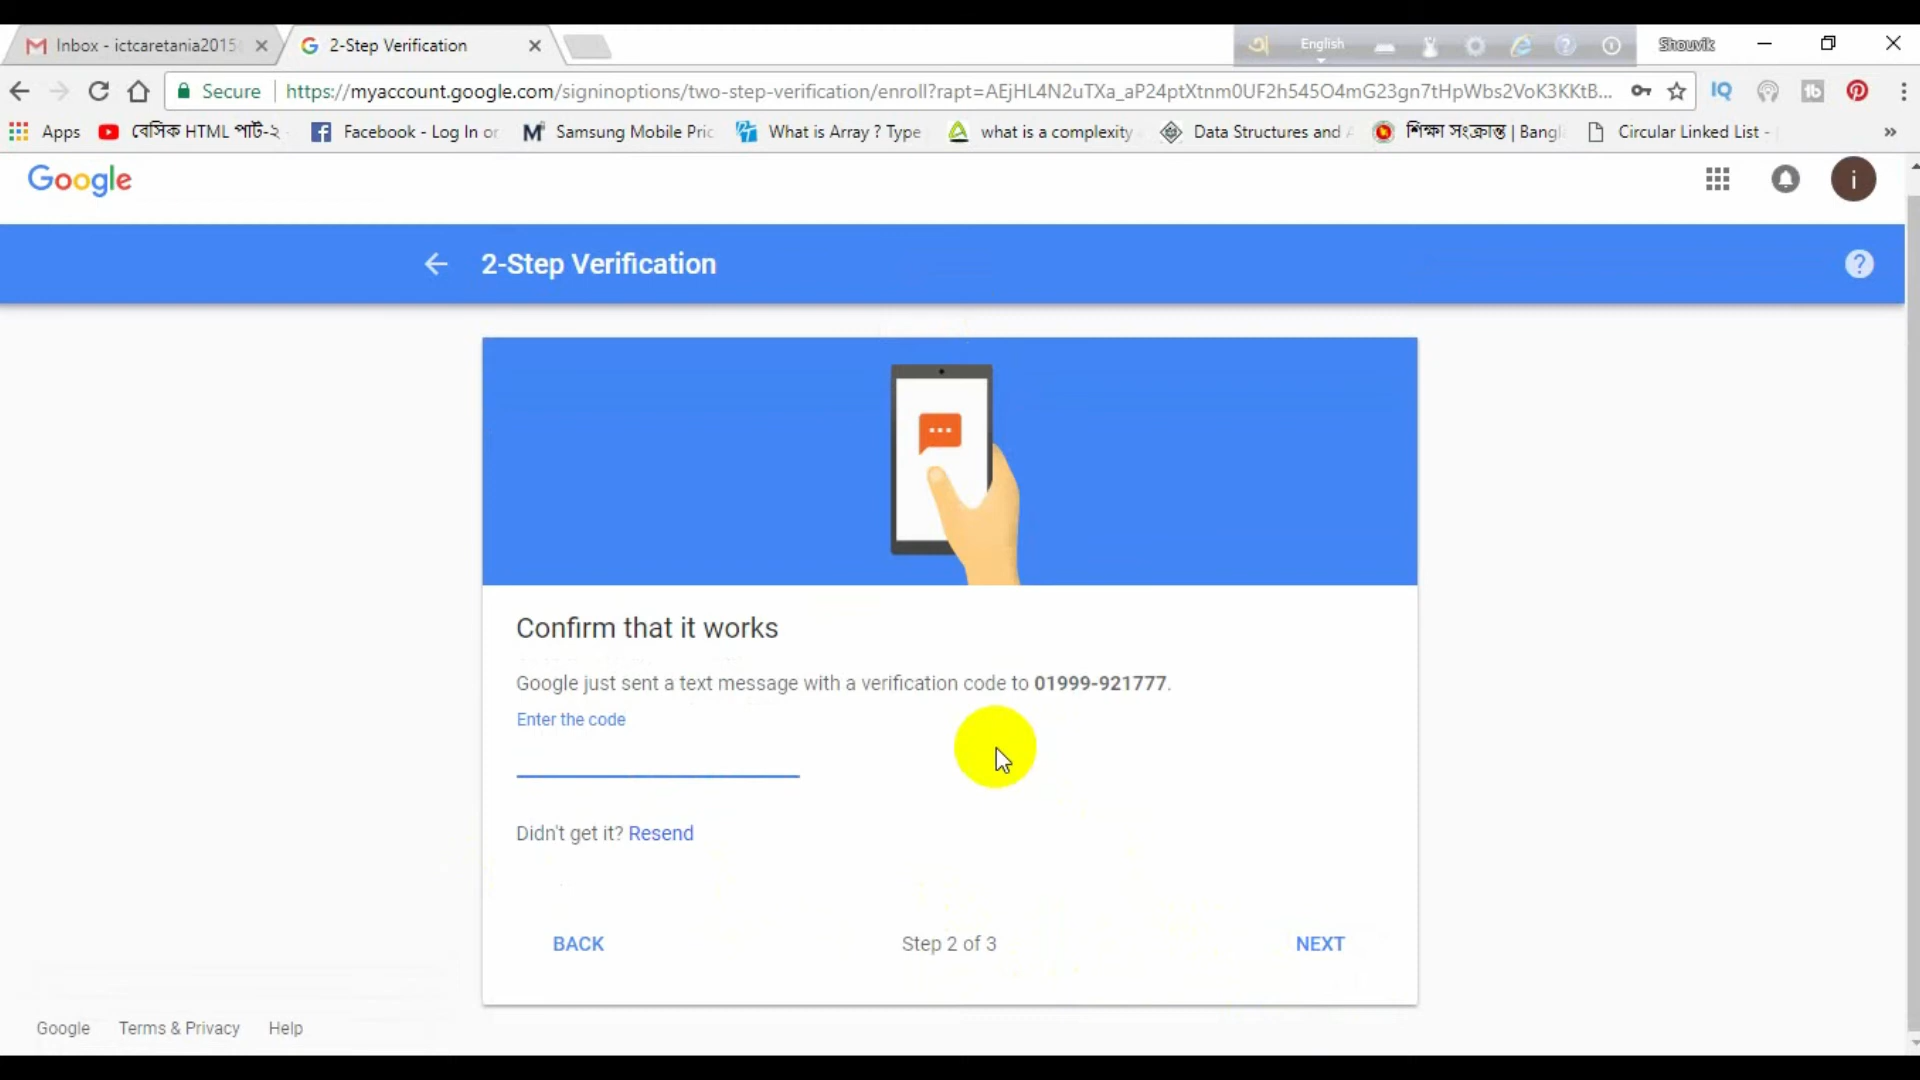 Inbox - ictcaretania2015
2-Step Verification
English
Shouvik
Secure
https://myaccount.google.com/signinoptions/two-step-verification/enroll?rapt=AEjHL4N2uTXa_aP24ptXtnm0UF2h545O4mG23gn7tHpWbs2VoK3KKtB...
Apps
বেসিক HTML পার্ট-২
Facebook - Log In or
Samsung Mobile Pric
What is Array ? Type
what is a complexity
Data Structures and
শিক্ষা সংক্রান্ত | Bangl
Circular Linked List -
»
Google
i
2-Step Verification
?
Confirm that it works
Google just sent a text message with a verification code to 01999-921777.
Enter the code
Didn't get it? Resend
BACK
Step 2 of 3
NEXT
Google
Terms & Privacy
Help